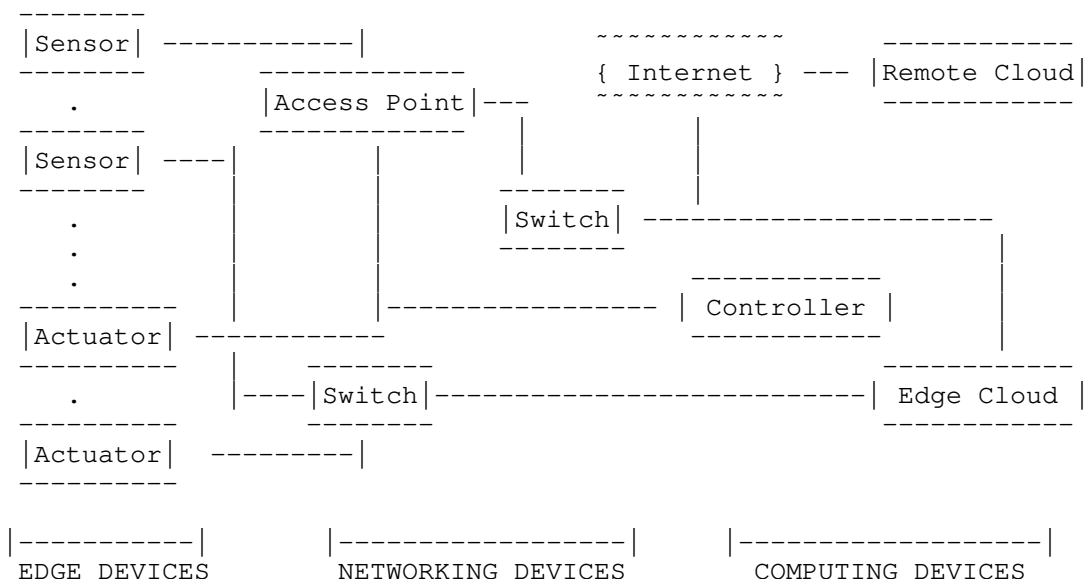 Sensor
Internet
Remote Cloud
Access Point
Sensor
Switch
Controller
Actuator
Switch
Edge Cloud
Actuator
EDGE DEVICES NETWORKING DEVICES COMPUTING DEVICES